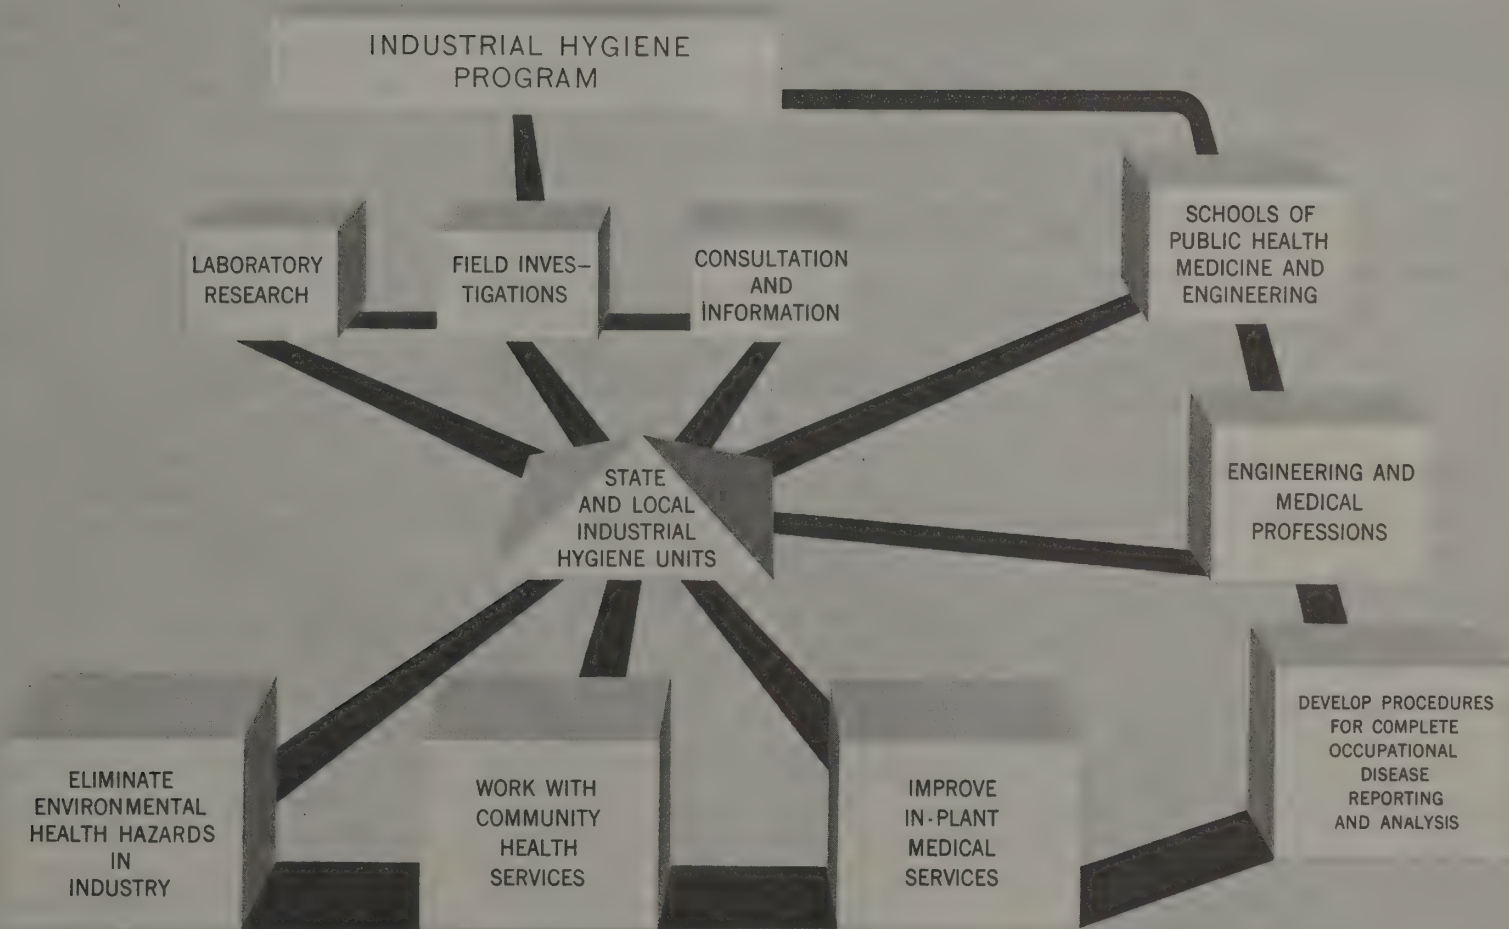 INDUSTRIAL HYGIENE
PROGRAM
LABORATORY
RESEARCH
FIELD INVES-
TIGATIONS
CONSULTATION
AND
INFORMATION
SCHOOLS OF
PUBLIC HEALTH
MEDICINE AND
ENGINEERING
STATE
AND LOCAL
INDUSTRIAL
HYGIENE UNITS
ENGINEERING AND
MEDICAL
PROFESSIONS
ELIMINATE
ENVIRONMENTAL
HEALTH HAZARDS
IN
INDUSTRY
WORK WITH
COMMUNITY
HEALTH
SERVICES
IMPROVE
IN-PLANT
MEDICAL
SERVICES
DEVELOP PROCEDURES
FOR COMPLETE
OCCUPATIONAL
DISEASE
REPORTING
AND ANALYSIS